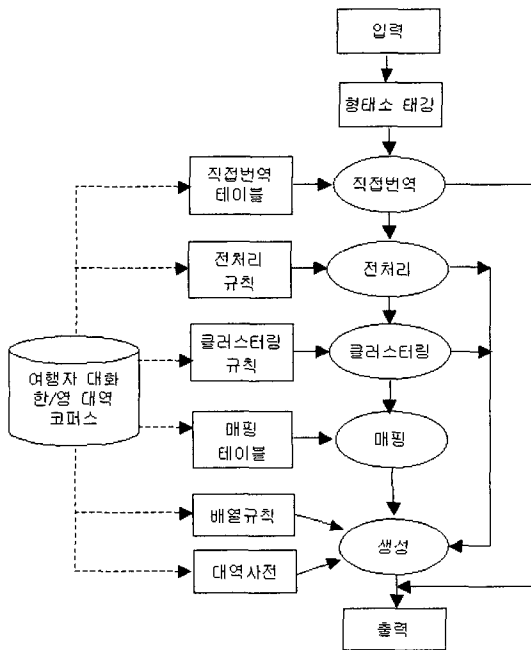 입력
형태소 태깅
직접번역
테이블
직접번역
전처리
규칙
전처리
클러스터링
규칙
클러스터링
여행자 대화
한/영 대역
코퍼스
매핑
테이블
매핑
배열규칙
생성
대역사전
출력